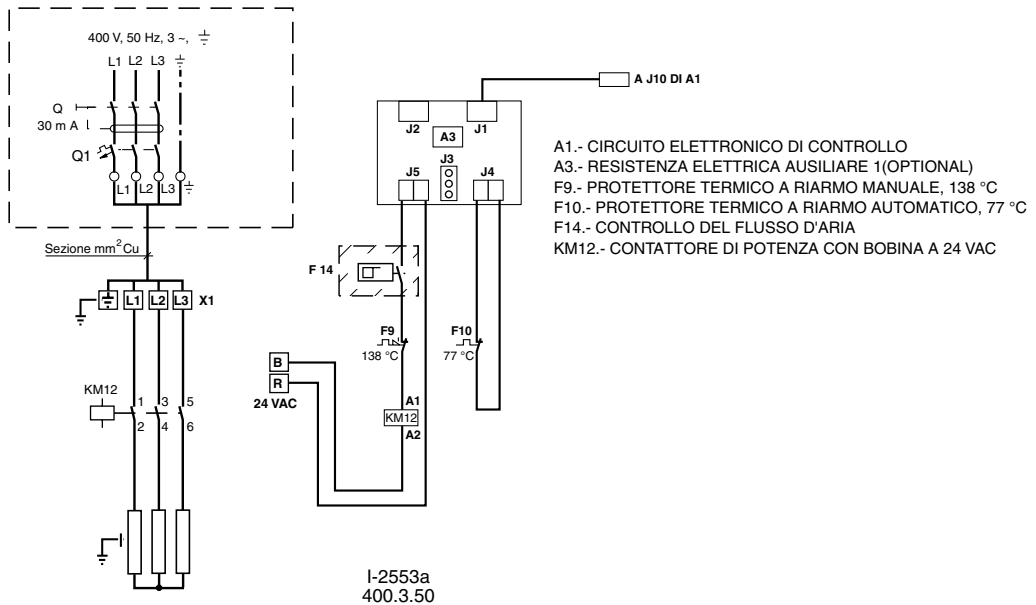 400 V, 50 Hz, 3 ~,
L1 L2 L3
Q
30 m A
Q1
L1 L2 L3
Sezione mm²Cu
L1 L2 L3 X1
KM12
1 3 5
2 4 6
A J10 DI A1
J2 J1
A3
J3
J5 J4
F 14
F9
138 °C
F10
77 °C
B
R
24 VAC
A1
KM12
A2
A1.- CIRCUITO ELETTRONICO DI CONTROLLO
A3.- RESISTENZA ELETTRICA AUSILIARE 1(OPTIONAL)
F9.- PROTETTORE TERMICO A RIARMO MANUALE, 138 °C
F10.- PROTETTORE TERMICO A RIARMO AUTOMATICO, 77 °C
F14.- CONTROLLO DEL FLUSSO D'ARIA
KM12.- CONTATTORE DI POTENZA CON BOBINA A 24 VAC
I-2553a
400.3.50